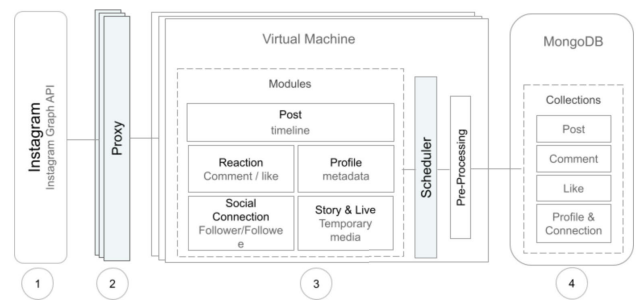 Instagram
Instagram Graph API
Proxy
Virtual Machine
Modules
Post
timeline
Reaction
Comment / like
Profile
metadata
Social
Connection
Follower/Followe
e
Story & Live
Temporary
media
Scheduler
Pre-Processing
MongoDB
Collections
Post
Comment
Like
Profile &
Connection
1
2
3
4